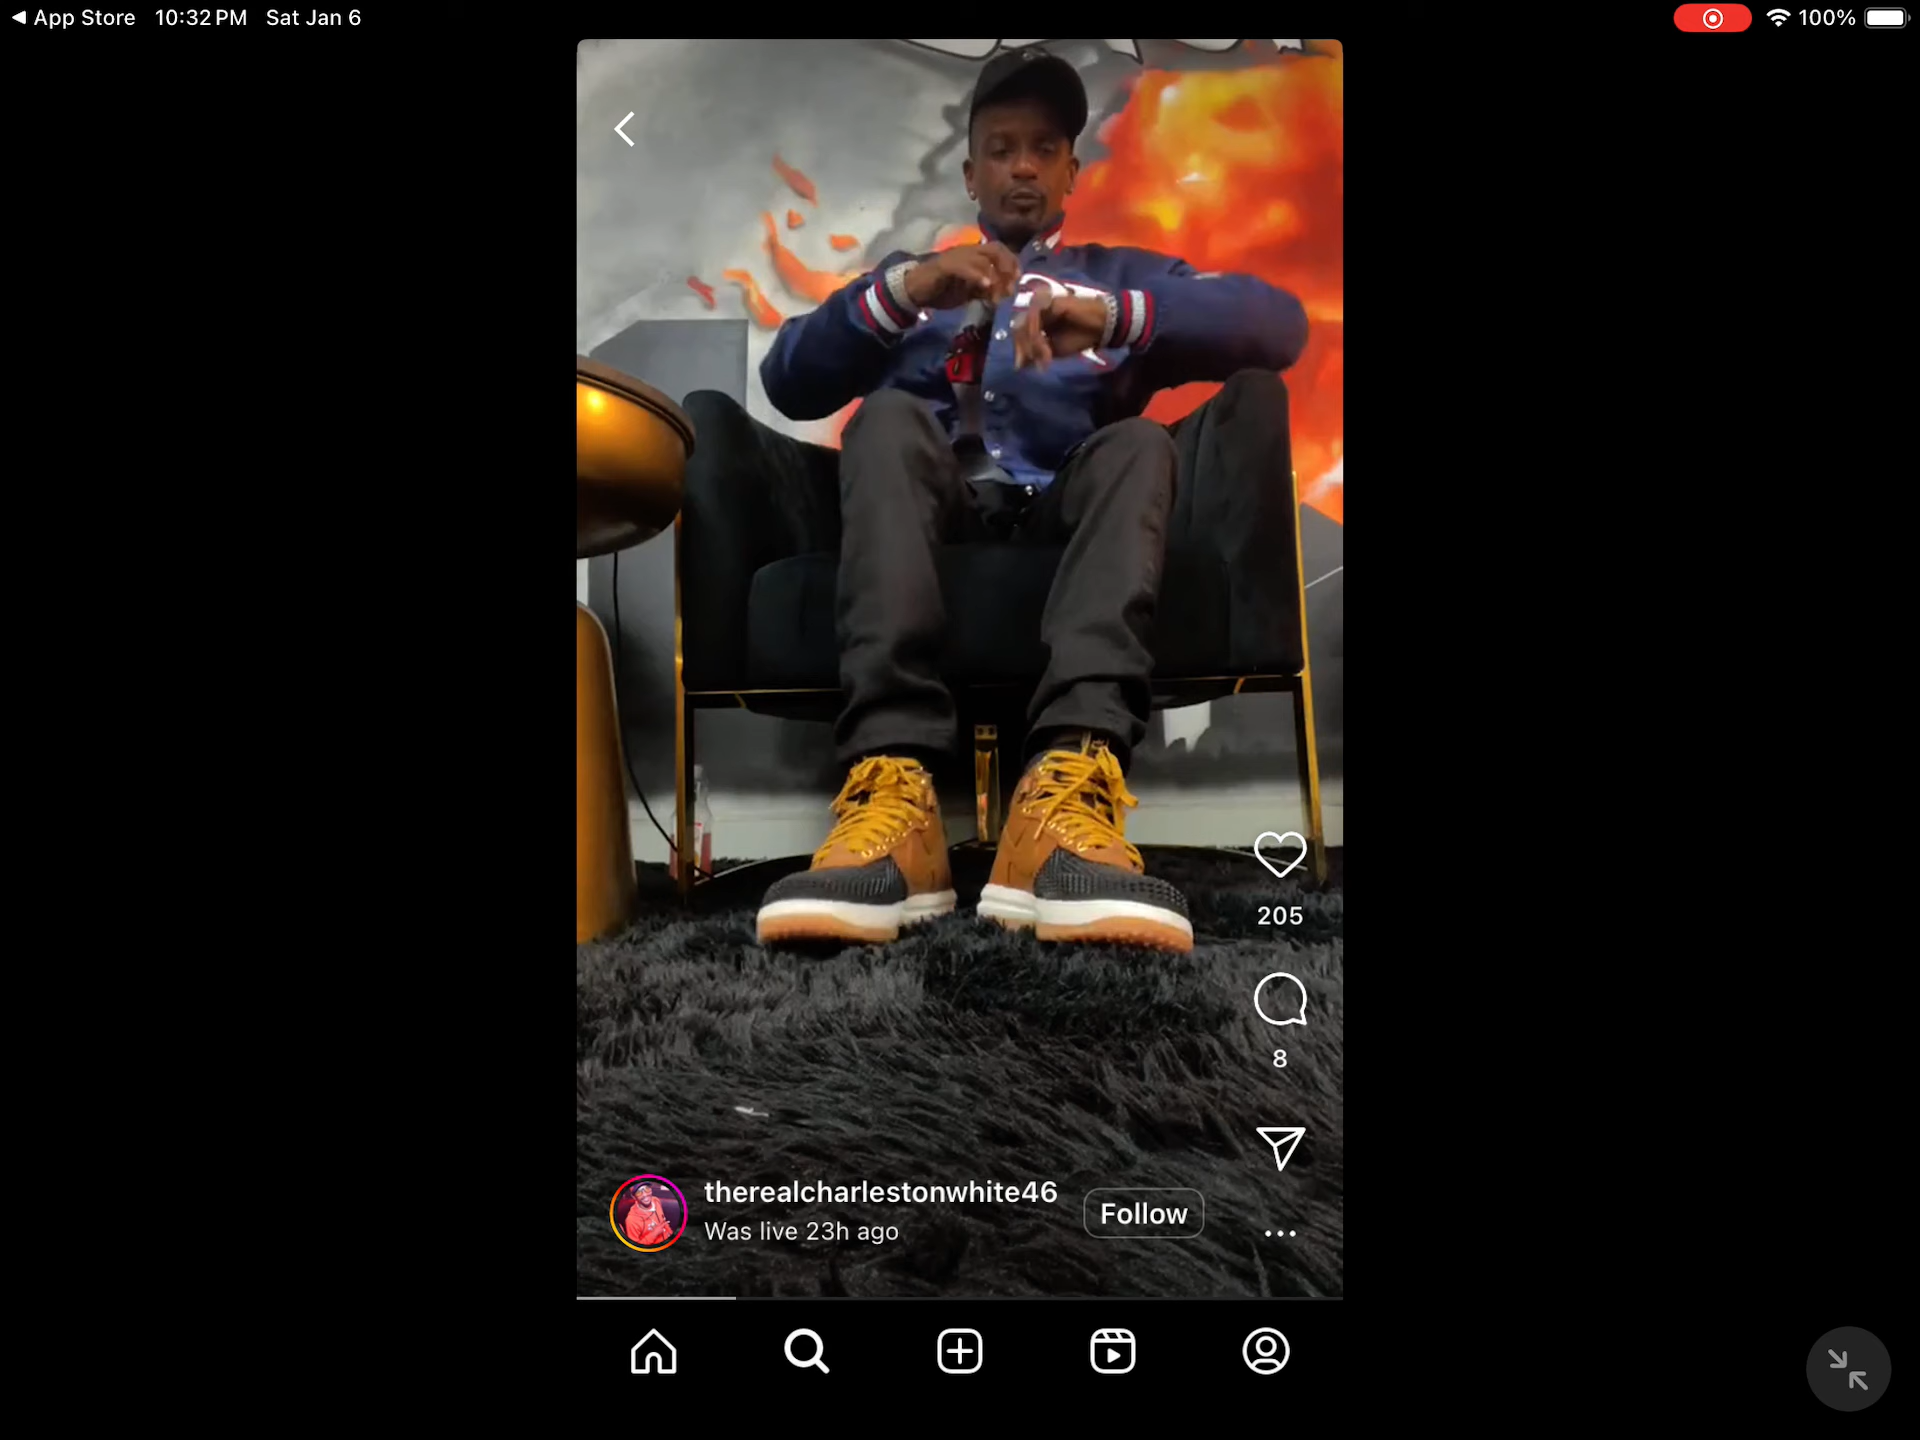 App Store 10:32 PM Sat Jan 6 100%
205
8
therealcharlestonwhite46 Follow
Was live 23h ago